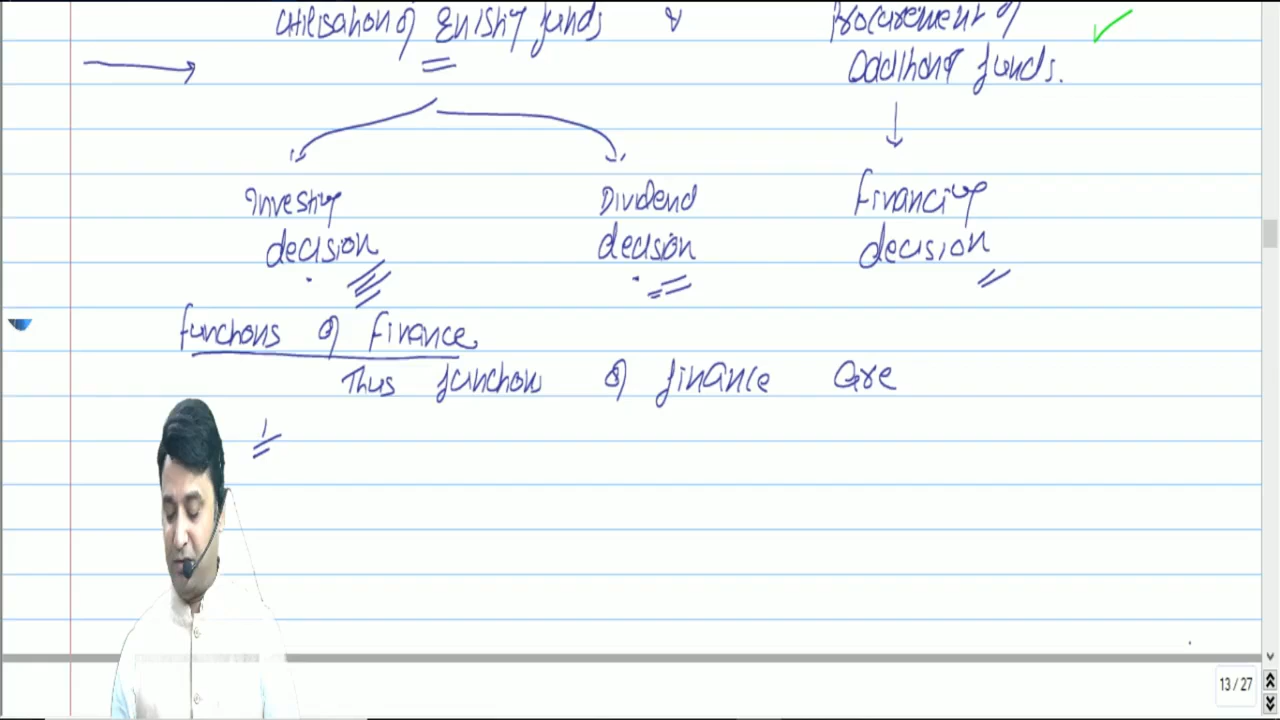 Utilisation of Existing funds & Procurement of
Additional funds.
Investing Dividend Financing
decision decision decision
Functions of Finance
Thus function of finance are
1
13 / 27